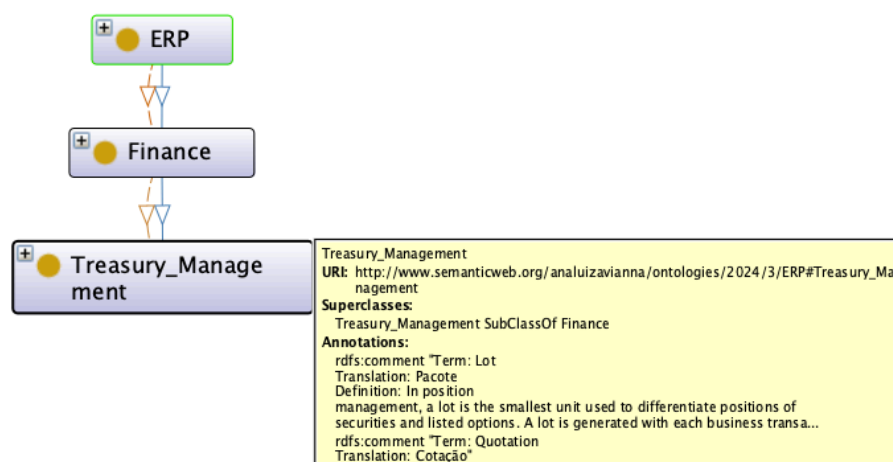 ERP
Finance
Treasury_Manage
ment
Treasury_Management
URI: http://www.semanticweb.org/analuizavianna/ontologies/2024/3/ERP#Treasury_Ma
nagement
Superclasses:
Treasury_Management SubClassOf Finance
Annotations:
rdfs:comment "Term: Lot
Translation: Pacote
Definition: In position
management, a lot is the smallest unit used to differentiate positions of
securities and listed options. A lot is generated with each business transa...
rdfs:comment "Term: Quotation
Translation: Cotação"